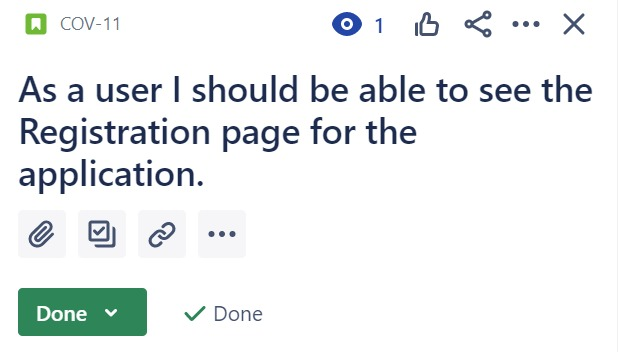 COV-11
1
As a user I should be able to see the
Registration page for the
application.
Done
Done